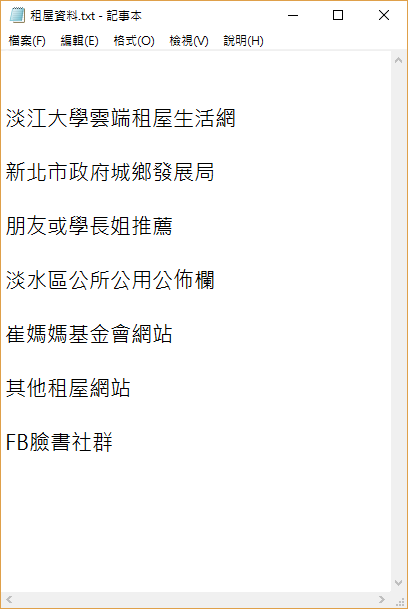 租屋資料.txt - 記事本
檔案(F) 編輯(E) 格式(O) 檢視(V) 說明(H)
淡江大學雲端租屋生活網
新北市政府城鄉發展局
朋友或學長姐推薦
淡水區公所公用公佈欄
崔媽媽基金會網站
其他租屋網站
FB臉書社群